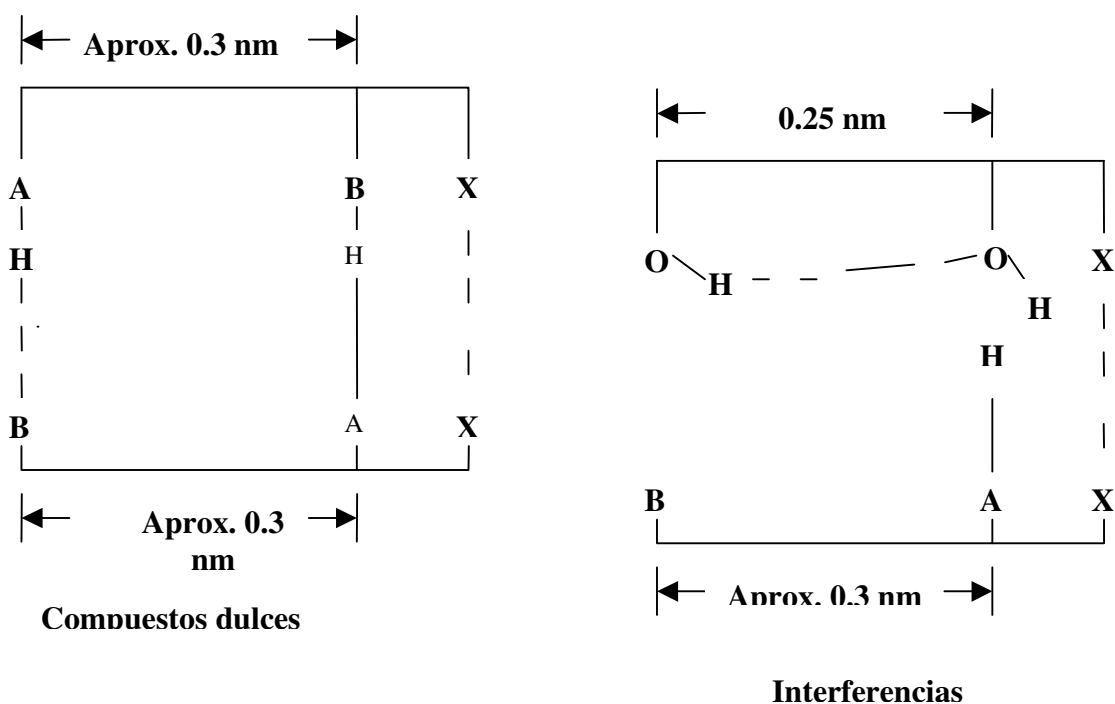 Aprox. 0.3 nm
A B X
H H
B A X
Aprox. 0.3
nm
Compuestos dulces
0.25 nm
O O X
H
H
H
B A X
Aprox. 0.3 nm
Interferencias